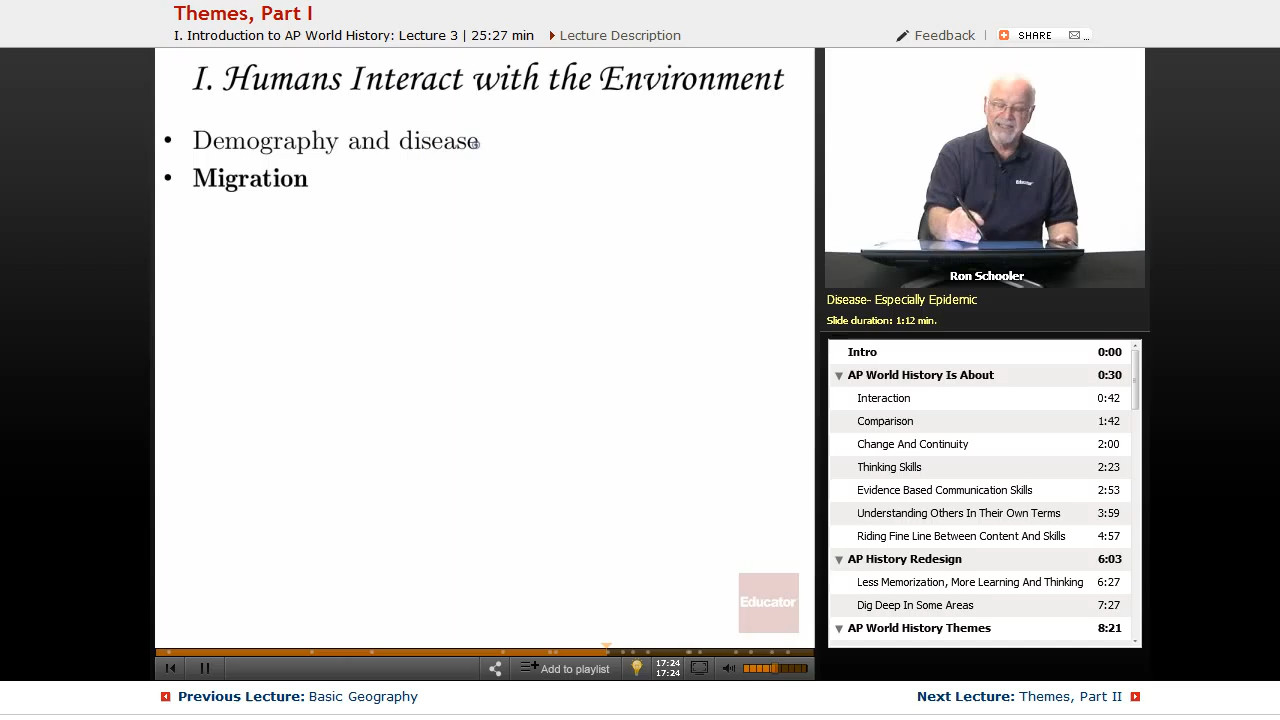 Themes, Part I
I. Introduction to AP World History: Lecture 3 | 25:27 min
Lecture Description
Feedback
SHARE
I. Humans Interact with the Environment
• Demography and disease
• Migration
Educator
Educator
Ron Schooler
Disease- Especially Epidemic
Slide duration: 1:12 min.
Intro 0:00
AP World History Is About 0:30
Interaction 0:42
Comparison 1:42
Change And Continuity 2:00
Thinking Skills 2:23
Evidence Based Communication Skills 2:53
Understanding Others In Their Own Terms 3:59
Riding Fine Line Between Content And Skills 4:57
AP History Redesign 6:03
Less Memorization, More Learning And Thinking 6:27
Dig Deep In Some Areas 7:27
AP World History Themes 8:21
Add to playlist
17:24
17:24
Previous Lecture: Basic Geography
Next Lecture: Themes, Part II